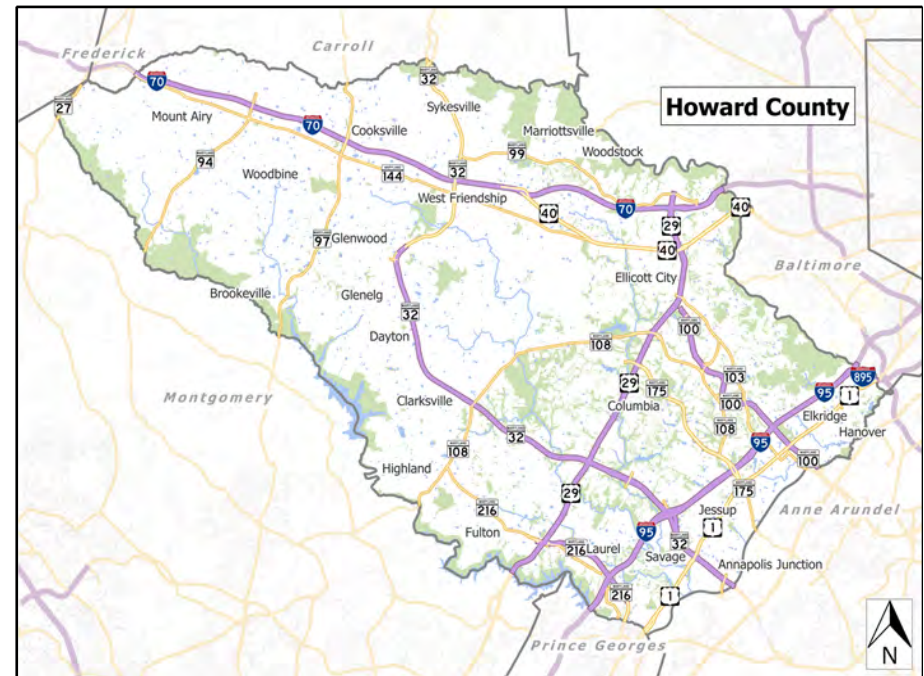 Frederick
Carroll
32
70
27
Mount Airy
Sykesville
Howard County
70
Cooksville
Marriottsville
MARYLAND
99
Woodstock
94
Woodbine
144
32
West Friendship
40
70
40
29
97
Glenwood
40
Baltimore
Ellicott City
Brookeville
Glenelg
32
Dayton
100
108
103
895
95
29
175
Columbia
100
1
Elkridge
Montgomery
Clarksville
108
Hanover
32
95
108
100
Highland
175
29
216
Jessup
Anne Arundel
Fulton
95
1
216
Laurel
Savage
32
Annapolis Junction
216
1
Prince Georges
N